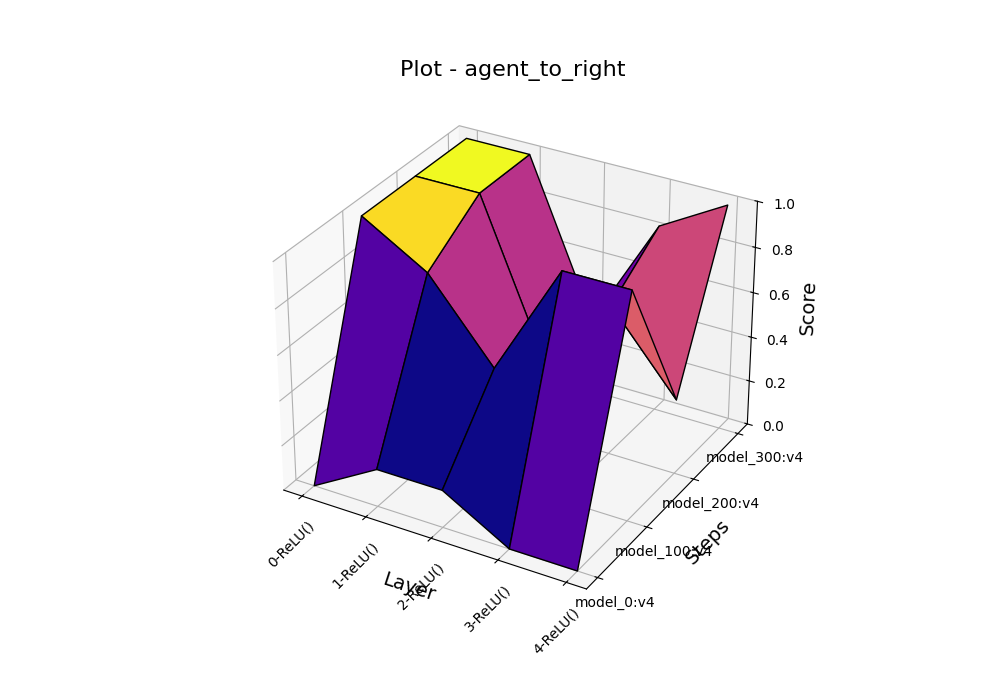 Plot - agent_to_right
1.0
0.8
0.6
0.4
0.2
0.0
Score
model_300:v4
model_200:v4
model_100:v4
model_0:v4
Steps
0-ReLU()
1-ReLU()
2-ReLU()
3-ReLU()
4-ReLU()
Layer